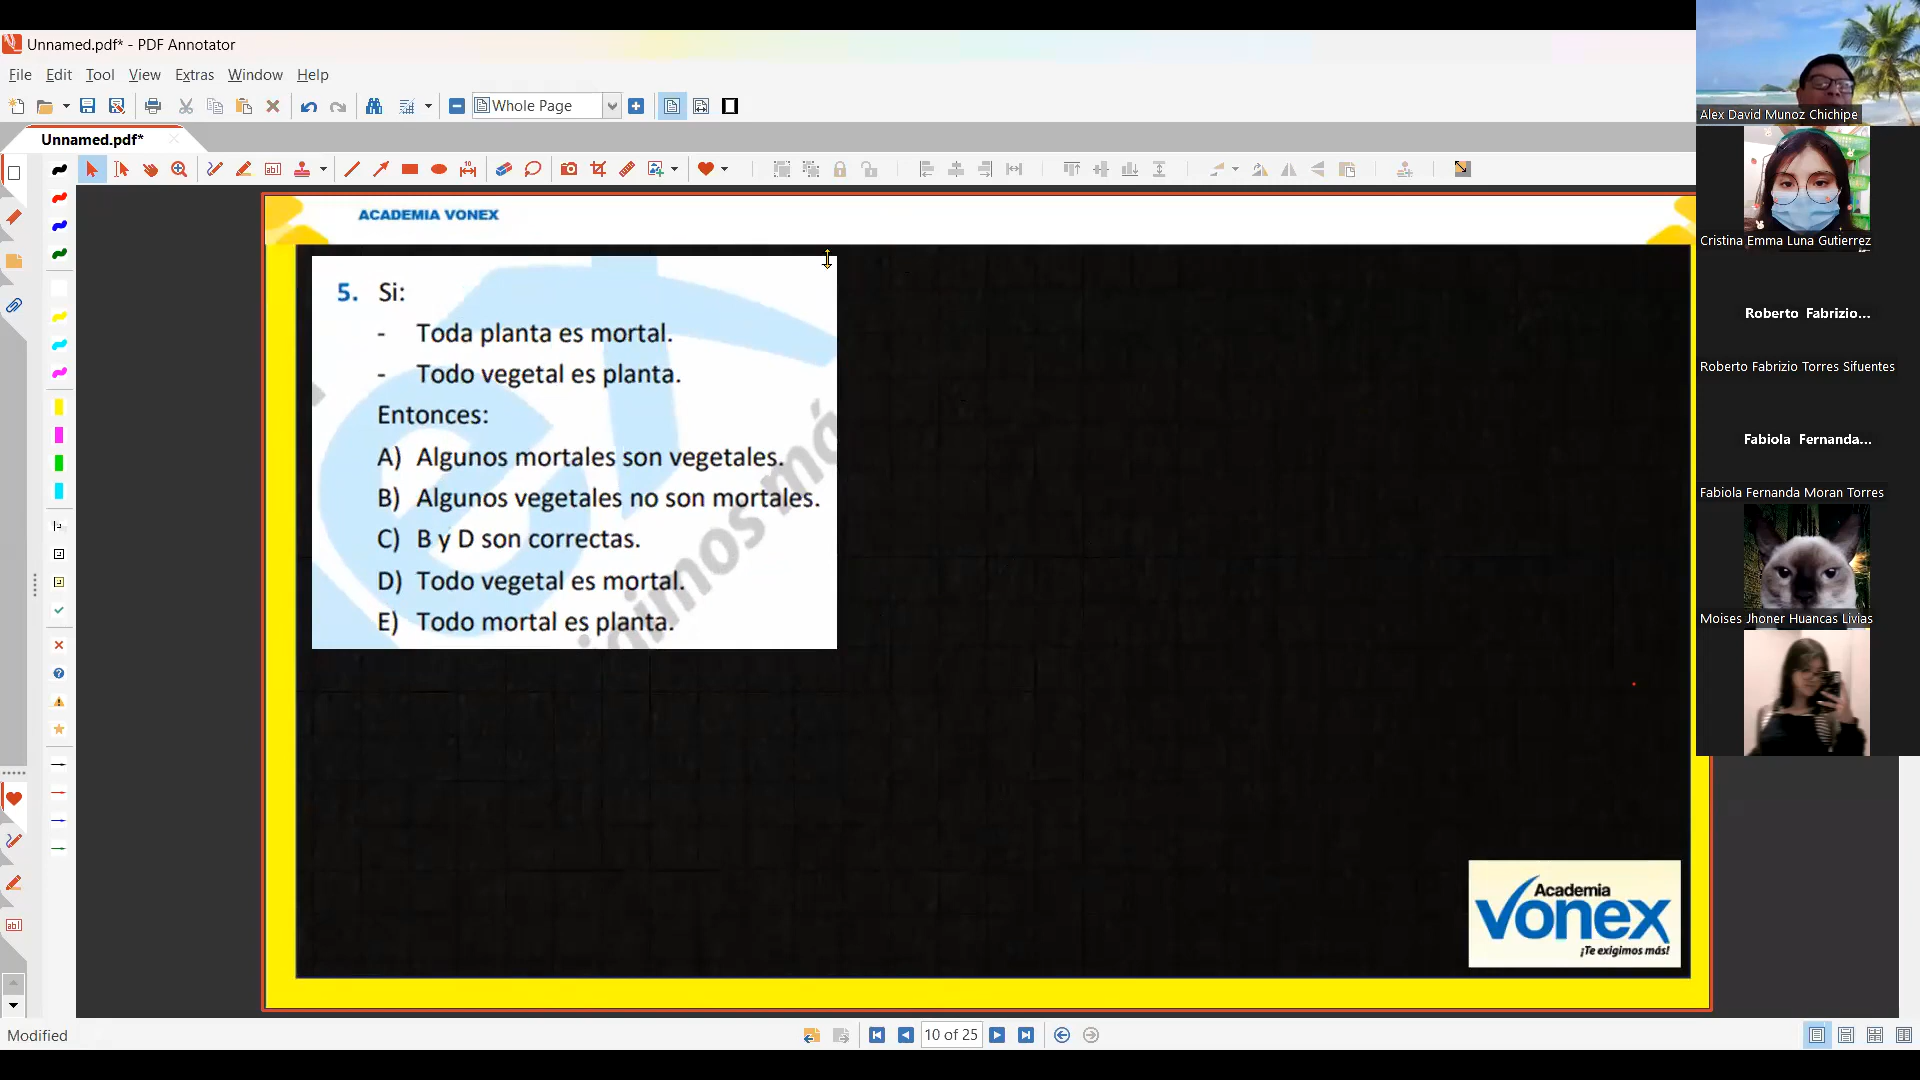 Unnamed.pdf* - PDF Annotator
File Edit Tool View Extras Window Help
Whole Page
Unnamed.pdf*
ACADEMIA VONEX
5. Si:
- Toda planta es mortal.
- Todo vegetal es planta.
Entonces:
A) Algunos mortales son vegetales.
B) Algunos vegetales no son mortales.
C) B y D son correctas.
D) Todo vegetal es mortal.
E) Todo mortal es planta.
Academia
vonex
¡Te exigimos más!
Alex David Munoz Chichipe
Cristina Emma Luna Gutierrez
Roberto Fabrizio...
Roberto Fabrizio Torres Sifuentes
Fabiola Fernanda...
Fabiola Fernanda Moran Torres
Moises Jhoner Huancas Livias
Modified
10 of 25